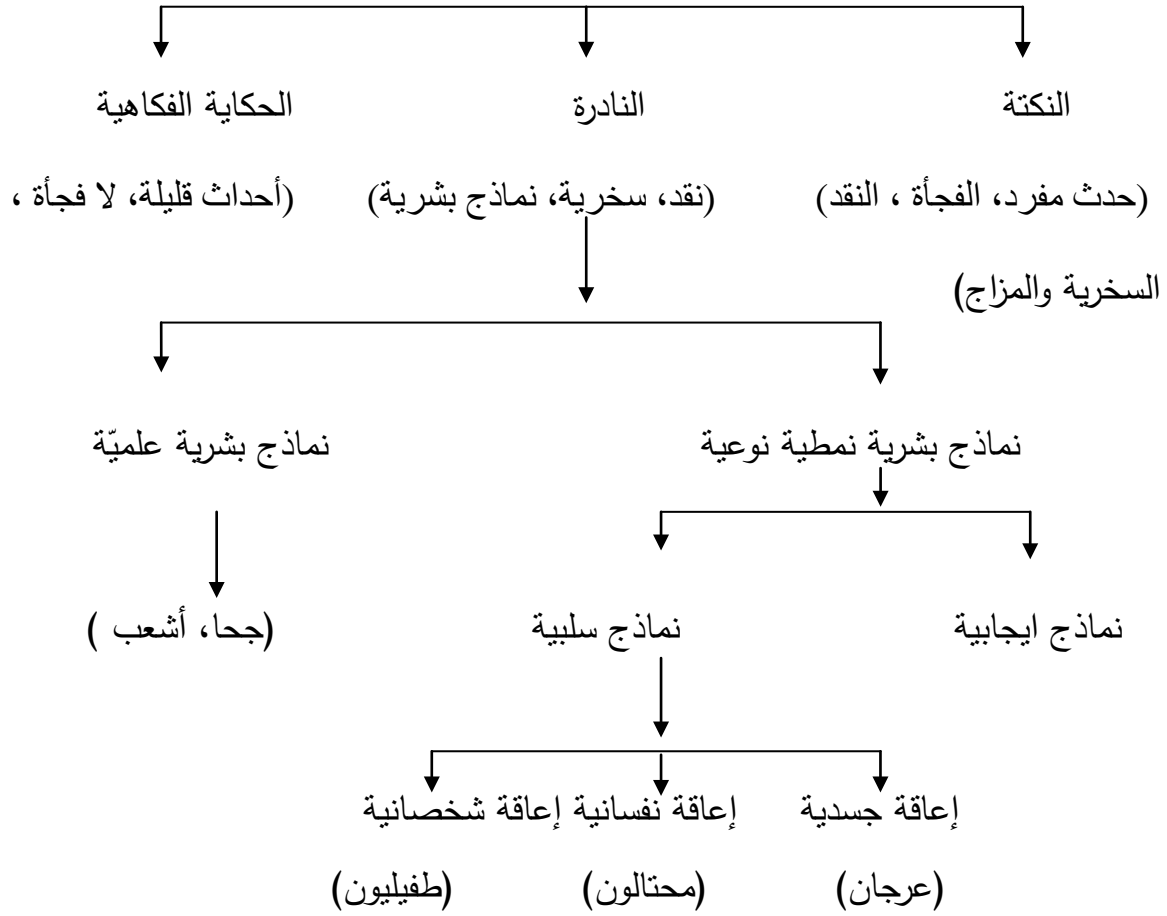 النكتة النادرة الحكاية الفكاهية
(حدث مفرد، الفجأة ، النقد) (نقد، سخرية، نماذج بشرية) (أحداث قليلة، لا فجأة ،
السخرية والمزاج)
نماذج بشرية نمطية نوعية نماذج بشرية علميّة
نماذج ايجابية نماذج سلبية (جحا، أشعب )
إعاقة جسدية إعاقة نفسانية إعاقة شخصانية
(عرجان) (محتالون) (طفيليون)